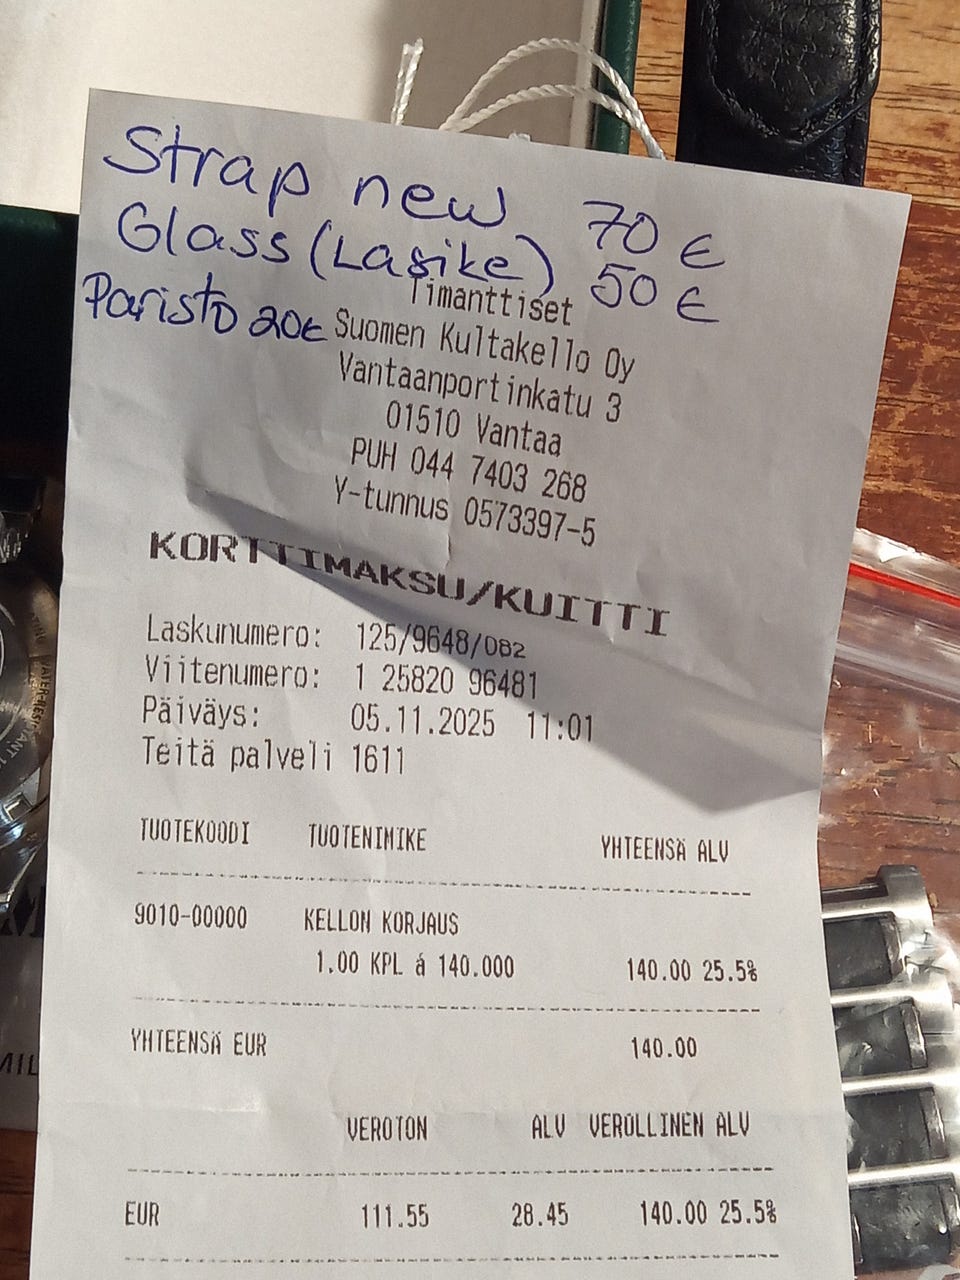 Strap new 70 €
Glass (Lasike) 50 €
Paristo 20€
Timanttiset
Suomen Kultakello Oy
Vantaanportinkatu 3
01510 Vantaa
PUH 044 7403 268
Y-tunnus 0573397-5
KORTTIMAKSU/KUITTI
Laskunumero: 125/9648/082
Viitenumero: 1 25820 96481
Päiväys: 05.11.2025 11:01
Teitä palveli 1611
TUOTEKOODI TUOTENIMIKE YHTEENSÄ ALV
9010-00000 KELLON KORJAUS
1.00 KPL á 140.000 140.00 25.5%
YHTEENSÄ EUR 140.00
VEROTON ALV VEROLLINEN ALV
EUR 111.55 28.45 140.00 25.5%